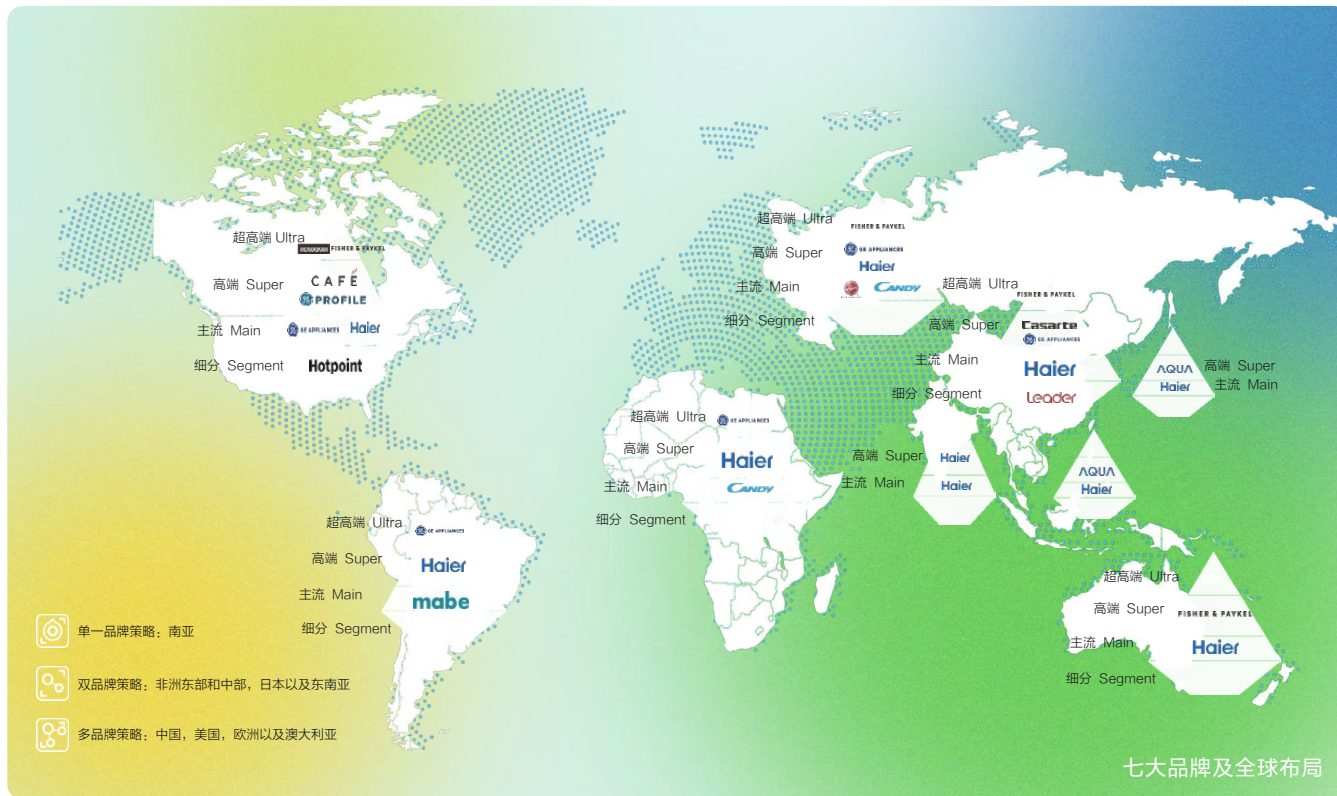 超高端 Ultra
MONOGRAM FISHER & PAYKEL
高端 Super
CAFÉ
GE PROFILE
主流 Main
GE APPLIANCES
Haier
细分 Segment
Hotpoint
超高端 Ultra
FISHER & PAYKEL
高端 Super
GE APPLIANCES
Haier
主流 Main
CANDY
细分 Segment
超高端 Ultra
FISHER & PAYKEL
高端 Super
Casarte
GE APPLIANCES
主流 Main
Haier
细分 Segment
Leader
AQUA
高端 Super
Haier
主流 Main
超高端 Ultra
GE APPLIANCES
高端 Super
Haier
主流 Main
CANDY
细分 Segment
高端 Super
Haier
主流 Main
Haier
AQUA
Haier
超高端 Ultra
GE APPLIANCES
高端 Super
Haier
主流 Main
mabe
细分 Segment
超高端 Ultra
高端 Super
FISHER & PAYKEL
主流 Main
Haier
细分 Segment
单一品牌策略：南亚
双品牌策略：非洲东部和中部，日本以及东南亚
多品牌策略：中国，美国，欧洲以及澳大利亚
七大品牌及全球布局